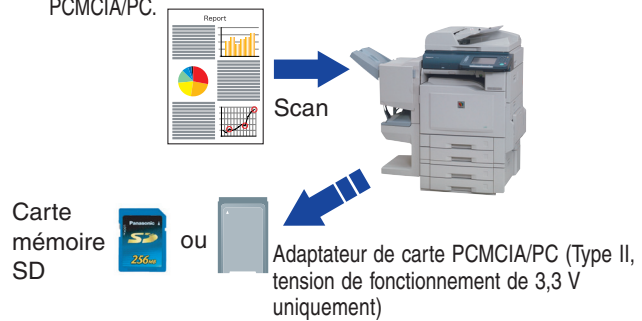 PCMCIA/PC.
Report
Scan
Carte
mémoire
SD
Panasonic
SD
256MB
ou
Adaptateur de carte PCMCIA/PC (Type II,
tension de fonctionnement de 3,3 V
uniquement)